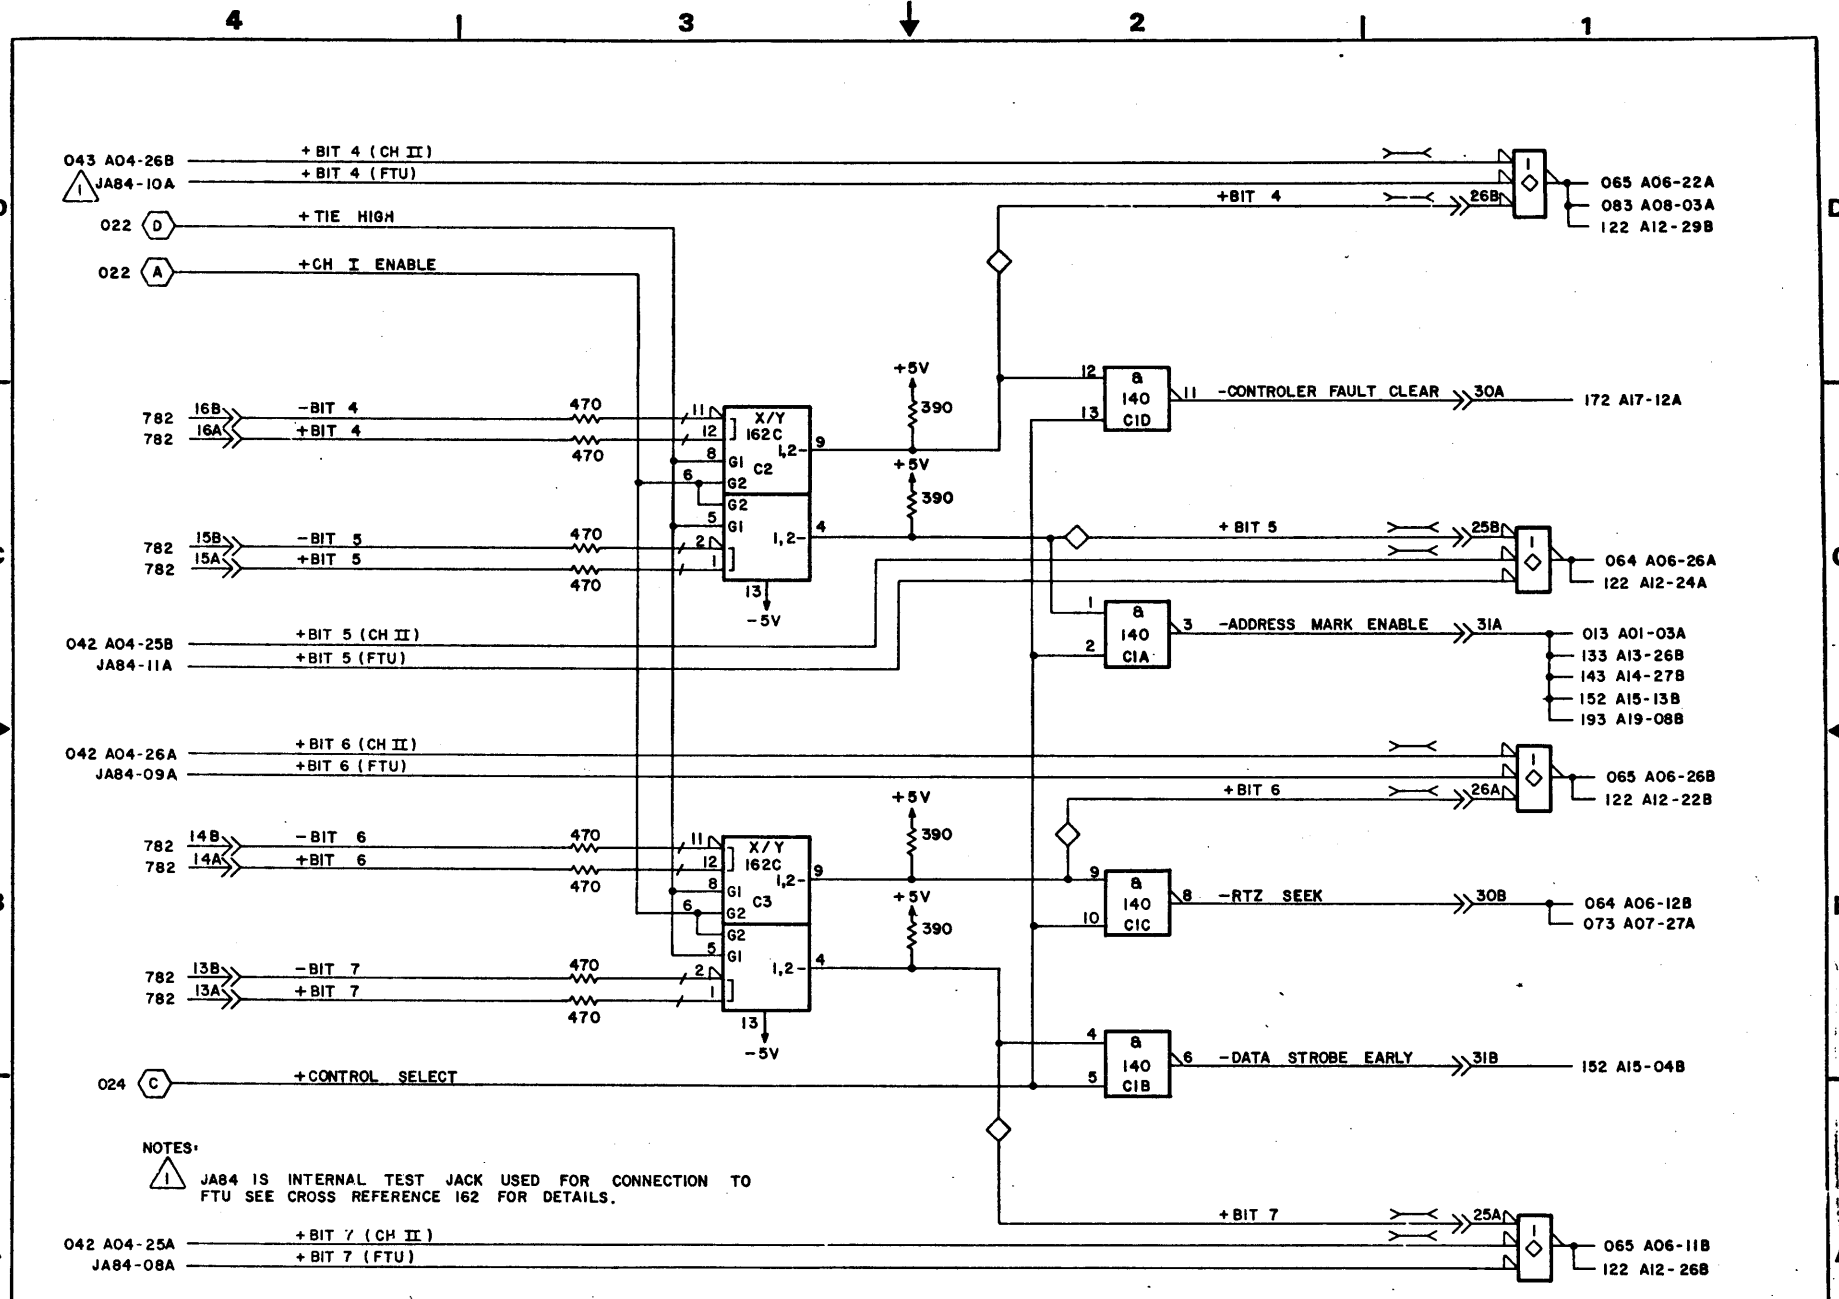 4 3 2 1
043 A04-26B +BIT 4 (CH II)
1 JA84-10A +BIT 4 (FTU) 1 065 A06-22A
D +BIT 4 26B 083 A08-03A D
022 D +TIE HIGH 122 A12-29B
022 A +CH I ENABLE
+5V 12 &
16B 470 11 X/Y 390 140 11 -CONTROLER FAULT CLEAR 30A 172 A17-12A
782 -BIT 4 13 C1D
782 16A +BIT 4 12 162C
470 8 G1 1,2- 9 +5V
6 G2 C2
G2 390
5 G1
782 15B -BIT 5 470 2 1,2- 4 +BIT 5 25B 1
782 15A +BIT 5 1 064 A06-26A
470 122 A12-24A
13 -5V 1 &
042 A04-25B +BIT 5 (CH II) 140 3 -ADDRESS MARK ENABLE 31A 013 A01-03A
JA84-11A +BIT 5 (FTU) 2 C1A 133 A13-26B
143 A14-27B
152 A15-13B
193 A19-08B
042 A04-26A +BIT 6 (CH II) 1
JA84-09A +BIT 6 (FTU) 065 A06-26B
+5V +BIT 6 26A 122 A12-22B
782 14B -BIT 6 470 11 X/Y 390
782 14A +BIT 6 12 162C
470 8 G1 1,2- 9 9 &
6 G2 C3 +5V 140 8 -RTZ SEEK 30B 064 A06-12B
G2 390 10 C1C 073 A07-27A
5 G1
782 13B -BIT 7 470 2 1,2- 4
782 13A +BIT 7 1
470 13 -5V 4 &
140 6 -DATA STROBE EARLY 31B 152 A15-04B
024 C +CONTROL SELECT 5 C1B
NOTES:
1 JA84 IS INTERNAL TEST JACK USED FOR CONNECTION TO
FTU SEE CROSS REFERENCE 162 FOR DETAILS.
+BIT 7 25A 1
042 A04-25A +BIT 7 (CH II) 065 A06-11B
JA84-08A +BIT 7 (FTU) 122 A12-26B